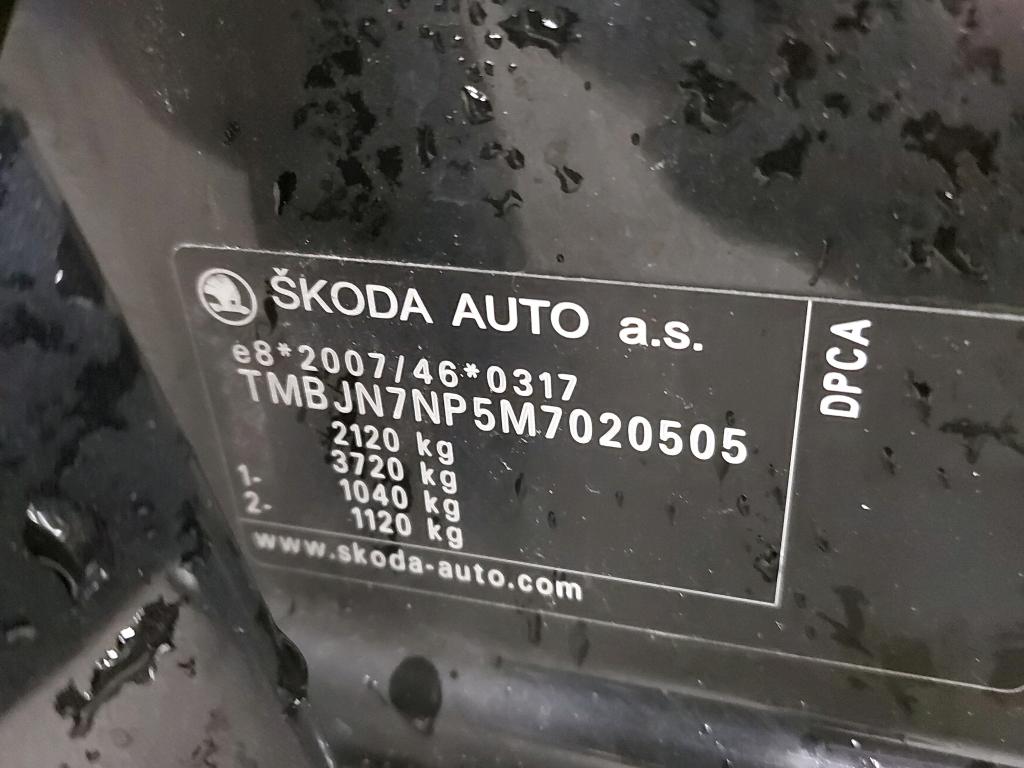 ŠKODA AUTO a.s.
e8*2007/46*0317
TMBJN7NP5M7020505
2120 kg
3720 kg
1- 1040 kg
2- 1120 kg
www.skoda-auto.com
DPCA